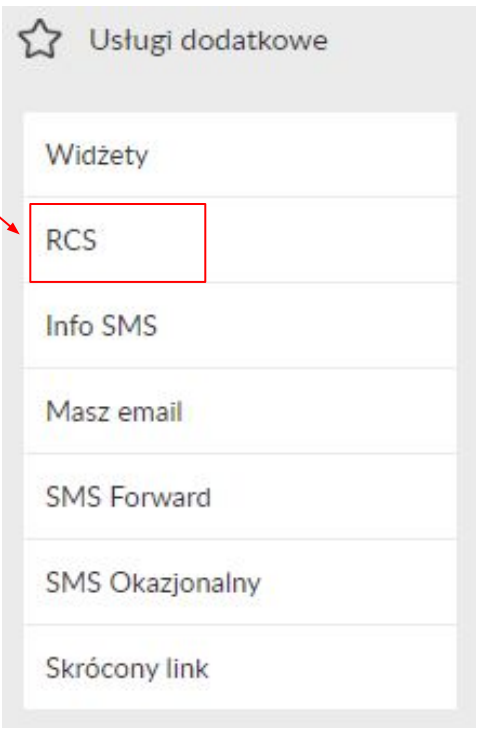 Usługi dodatkowe
Widżety
RCS
Info SMS
Masz email
SMS Forward
SMS Okazjonalny
Skrócony link